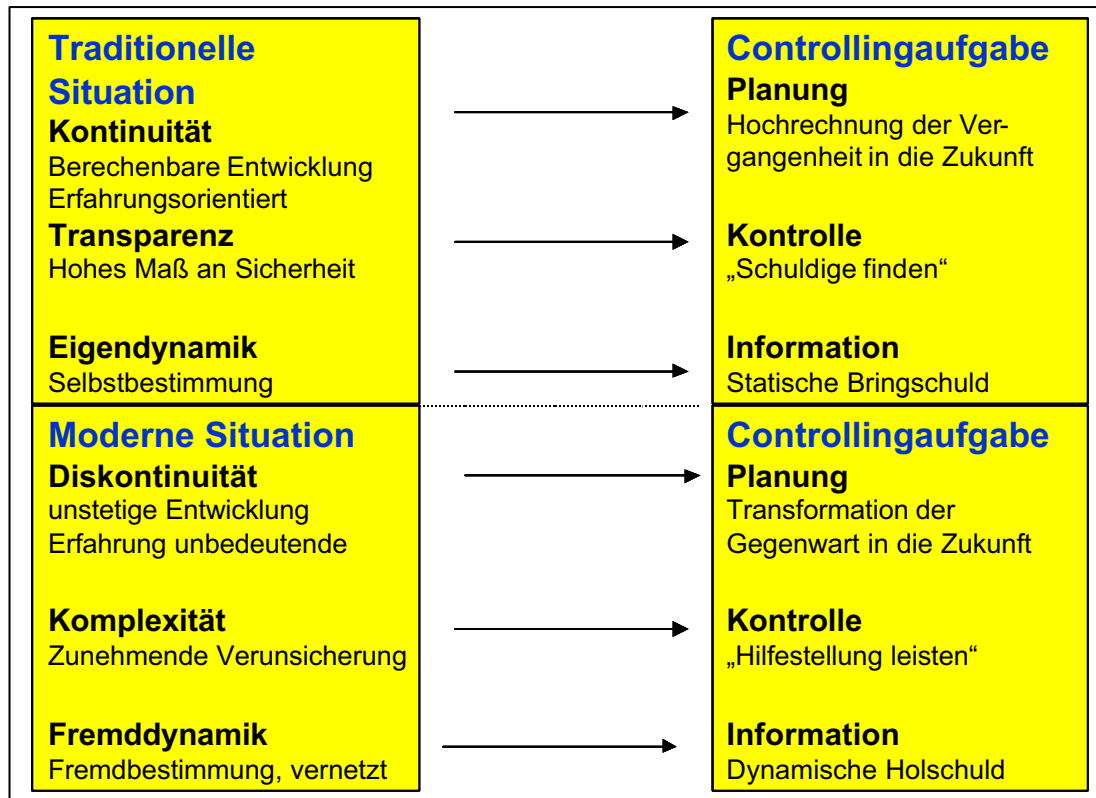 Traditionelle
Situation
Kontinuität
Berechenbare Entwicklung
Erfahrungsorientiert
Transparenz
Hohes Maß an Sicherheit
Eigendynamik
Selbstbestimmung
Controllingaufgabe
Planung
Hochrechnung der Ver-
gangenheit in die Zukunft
Kontrolle
„Schuldige finden“
Information
Statische Bringschuld
Moderne Situation
Diskontinuität
unstetige Entwicklung
Erfahrung unbedeutende
Komplexität
Zunehmende Verunsicherung
Fremddynamik
Fremdbestimmung, vernetzt
Controllingaufgabe
Planung
Transformation der
Gegenwart in die Zukunft
Kontrolle
„Hilfestellung leisten“
Information
Dynamische Holschuld